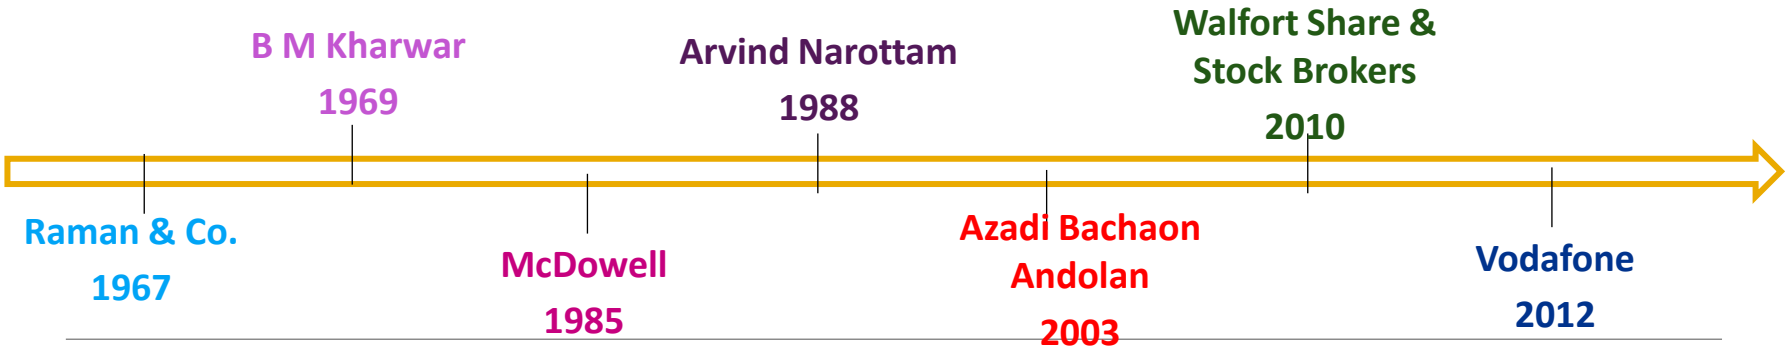 Raman & Co.
1967
B M Kharwar
1969
McDowell
1985
Arvind Narottam
1988
Azadi Bachaon
Andolan
2003
Walfort Share &
Stock Brokers
2010
Vodafone
2012